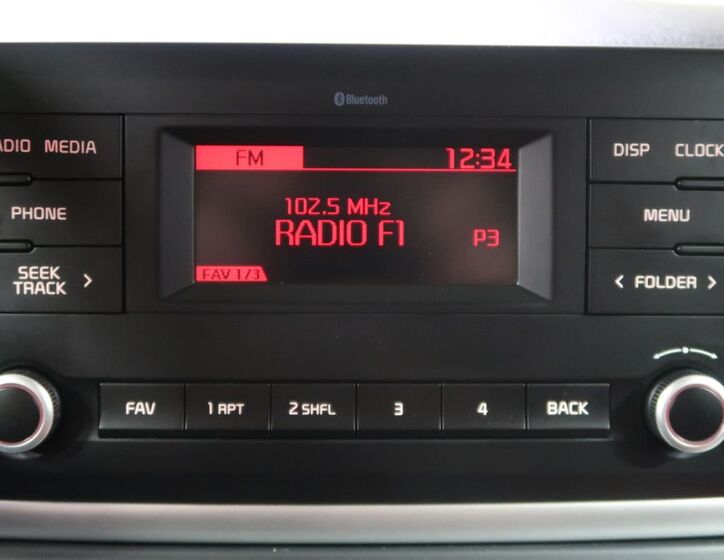 Bluetooth
ADIO MEDIA
DISP CLOCK
FM 12:34
PHONE
102.5 MHz
MENU
RADIO F1 P3
SEEK
TRACK >
FAV 1/3
< FOLDER >
FAV 1 RPT 2 SHFL 3 4 BACK